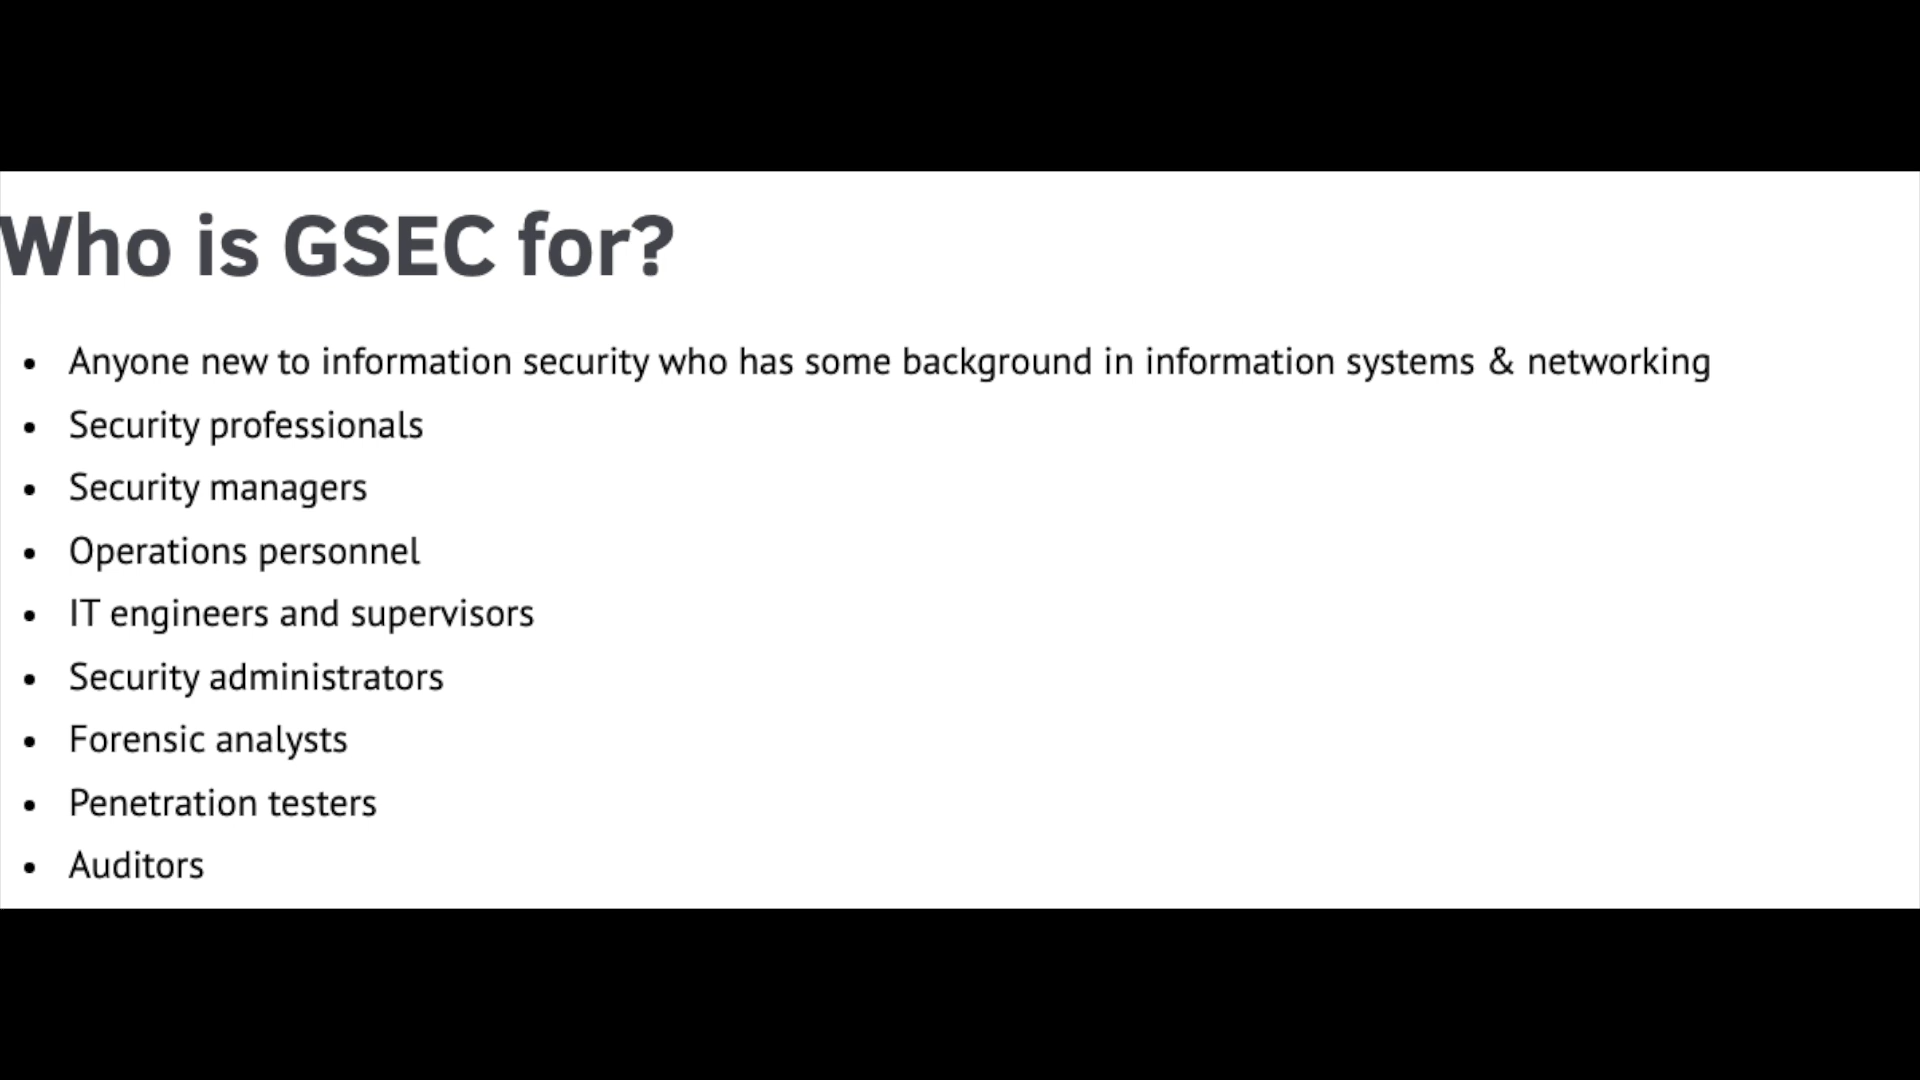 Who is GSEC for?
• Anyone new to information security who has some background in information systems & networking
• Security professionals
• Security managers
• Operations personnel
• IT engineers and supervisors
• Security administrators
• Forensic analysts
• Penetration testers
• Auditors